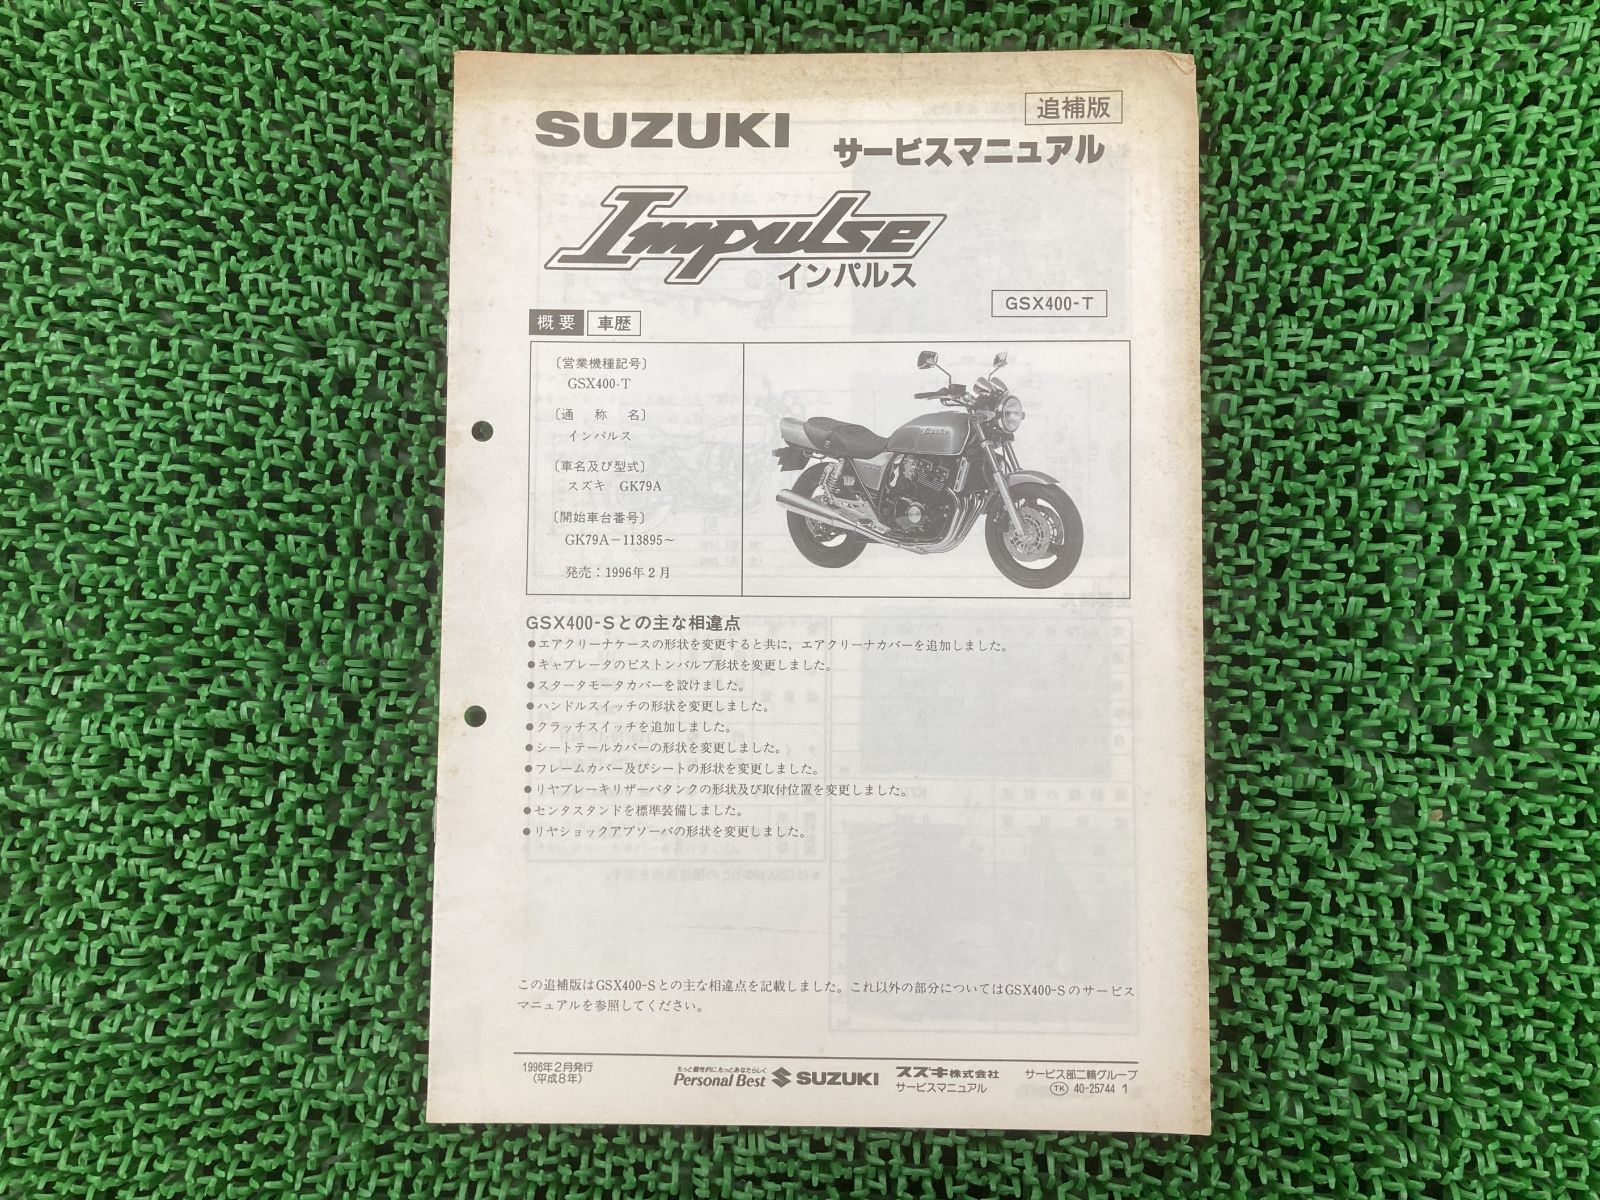 追補版
SUZUKI
サービスマニュアル
Impulse
インパルス
GSX400-T
概要 車歴
〔営業機種記号〕
GSX400-T
〔通 称 名〕
インパルス
〔車名及び型式〕
スズキ GK79A
〔開始車台番号〕
GK79A－113895～
発売：1996年2月
GSX400-Sとの主な相違点
●エアクリーナケースの形状を変更すると共に，エアクリーナカバーを追加しました。
●キャブレータのピストンバルブ形状を変更しました。
●スタータモータカバーを設けました。
●ハンドルスイッチの形状を変更しました。
●クラッチスイッチを追加しました。
●シートテールカバーの形状を変更しました。
●フレームカバー及びシートの形状を変更しました。
●リヤブレーキリザーバタンクの形状及び取付位置を変更しました。
●センタスタンドを標準装備しました。
●リヤショックアブソーバの形状を変更しました。
この追補版はGSX400-Sとの主な相違点を記載しました。これ以外の部分についてはGSX400-Sのサービス
マニュアルを参照してください。
1996年2月発行
(平成8年)
もっと個性的に、もっとあなたらしく
Personal Best SUZUKI
スズキ株式会社
サービスマニュアル
サービス部二輪グループ
TK 40-25744 1